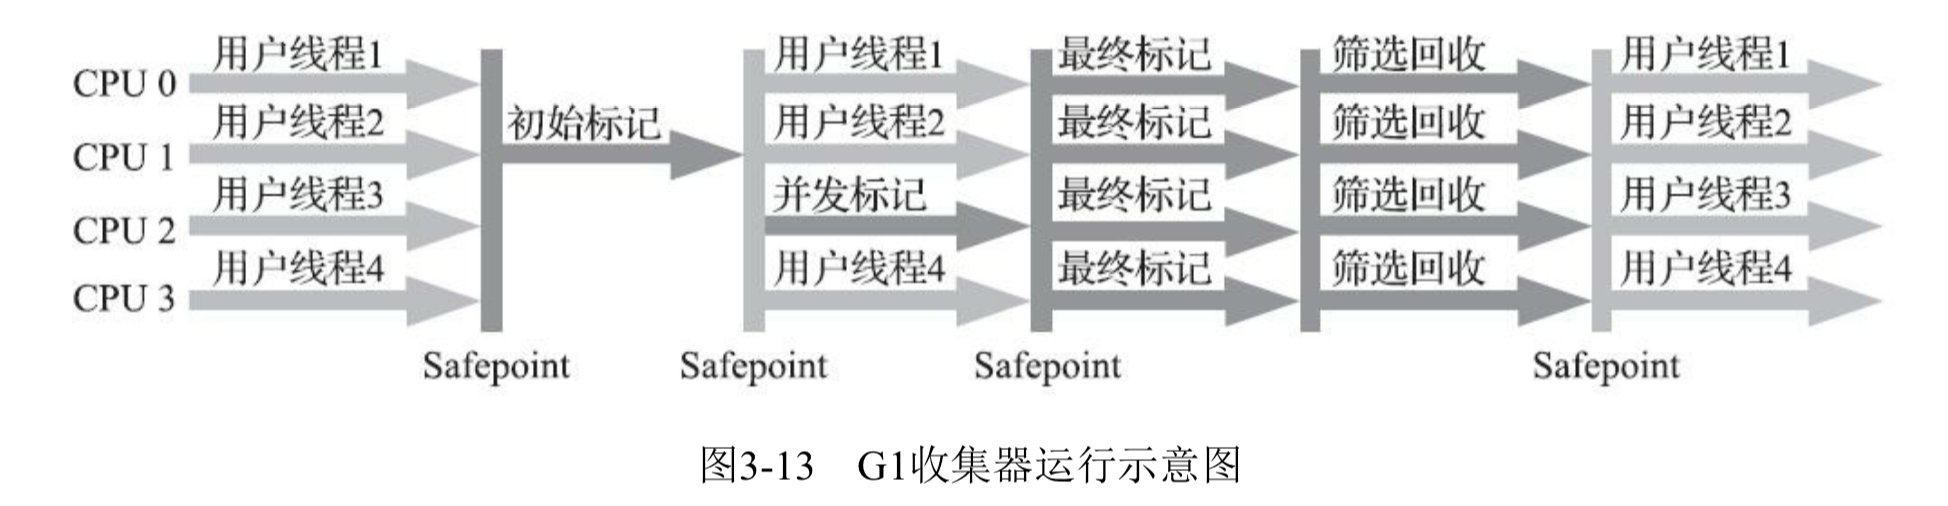 用户线程1 用户线程1 最终标记 筛选回收 用户线程1
CPU 0
用户线程2 初始标记 用户线程2 最终标记 筛选回收 用户线程2
CPU 1
用户线程3 并发标记 最终标记 筛选回收 用户线程3
CPU 2
用户线程4 用户线程4 最终标记 筛选回收 用户线程4
CPU 3
Safepoint Safepoint Safepoint Safepoint
图3-13 G1收集器运行示意图